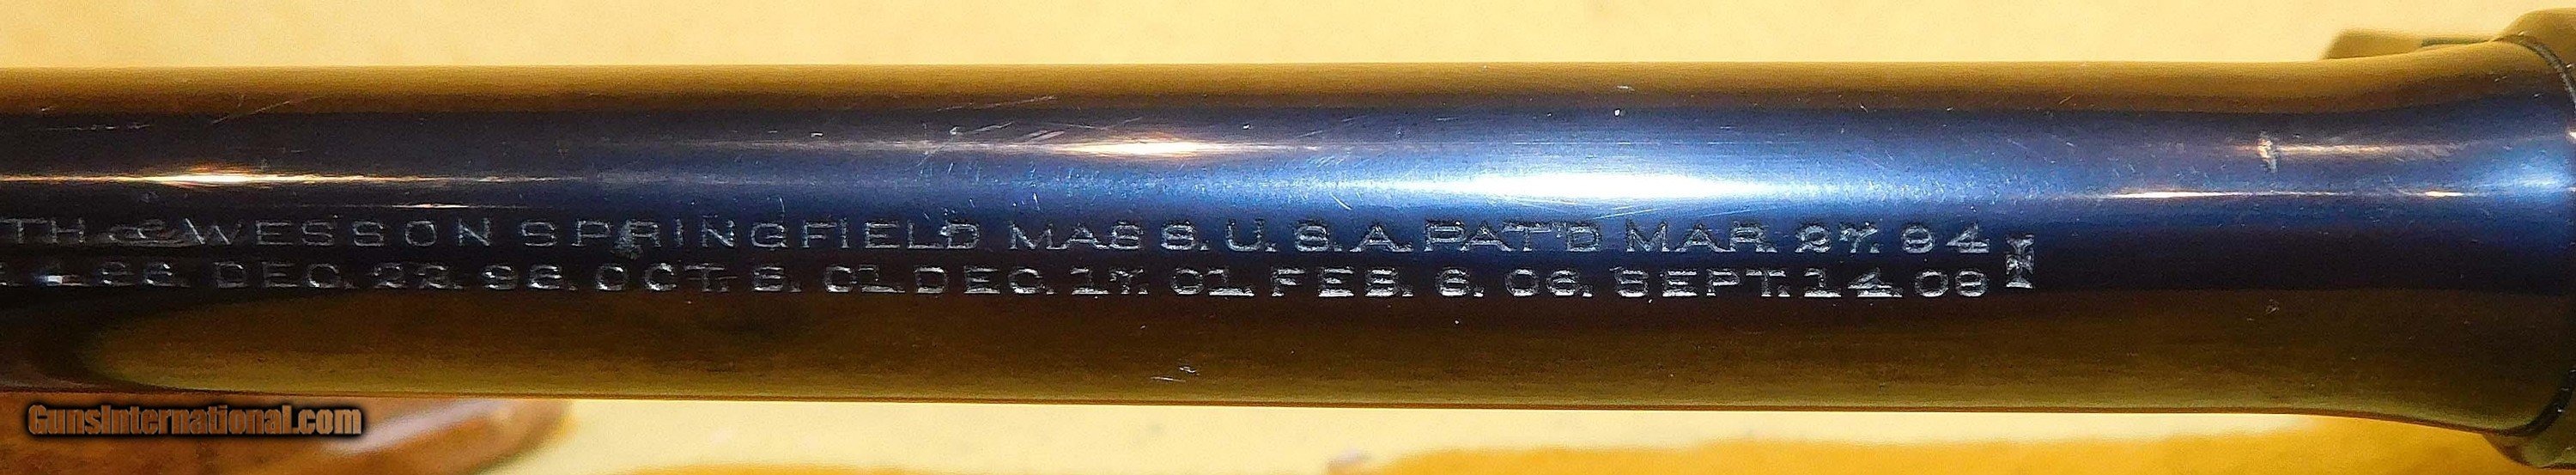 TH & WESSON SPRINGFIELD MASS. U.S.A. PAT'D MAR. 27. 94
DEC. 22. 96. OCT. 8. 01. DEC. 17. 01. FEB. 6. 06. SEPT. 14. 09
GunsInternational.com